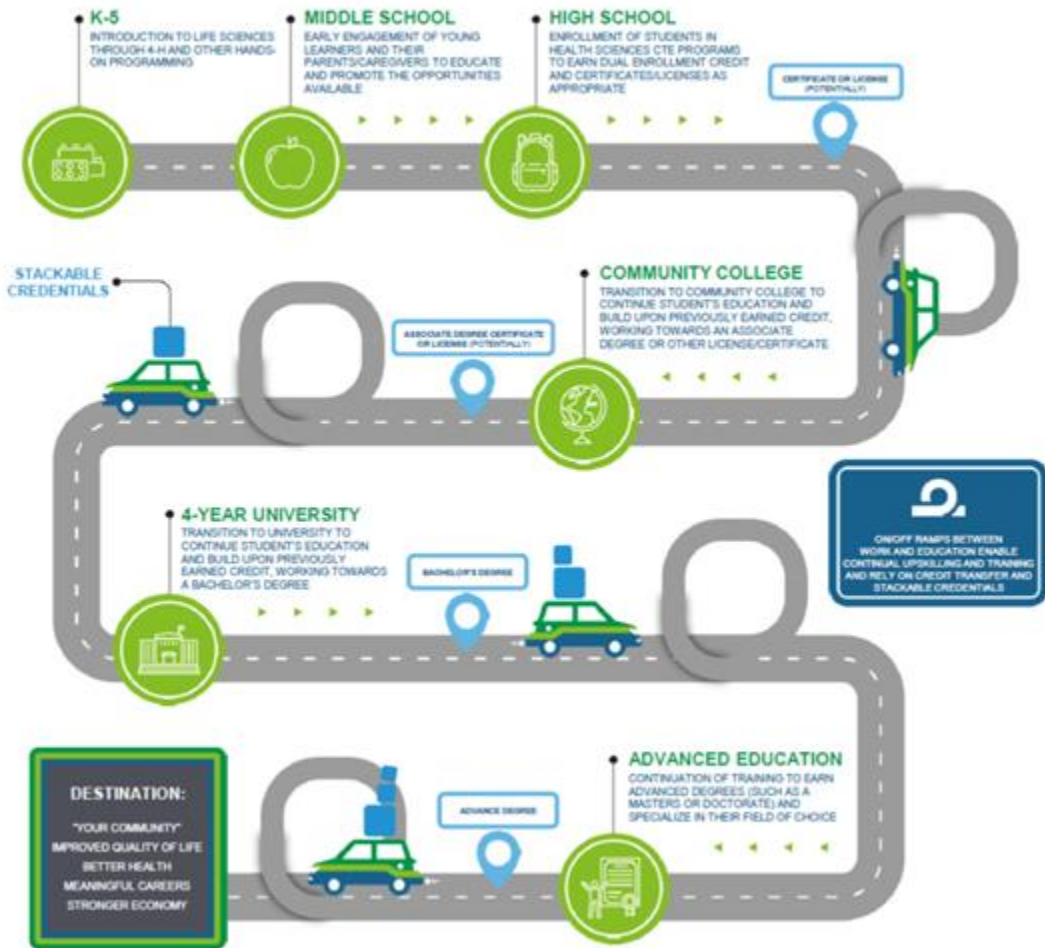 K-5
INTRODUCTION TO LIFE SCIENCES
THROUGH 4-H AND OTHER HANDS-
ON PROGRAMMING
MIDDLE SCHOOL
EARLY ENGAGEMENT OF YOUNG
LEARNERS AND THEIR
PARENTS/CAREGIVERS TO EDUCATE
AND PROMOTE THE OPPORTUNITIES
AVAILABLE
HIGH SCHOOL
ENROLLMENT OF STUDENTS IN
HEALTH SCIENCES CTE PROGRAMS
TO EARN DUAL ENROLLMENT CREDIT
AND CERTIFICATES/LICENSES AS
APPROPRIATE
CERTIFICATE OR LICENSE
(POTENTIALLY)
STACKABLE
CREDENTIALS
ASSOCIATE DEGREE CERTIFICATE
OR LICENSE (POTENTIALLY)
COMMUNITY COLLEGE
TRANSITION TO COMMUNITY COLLEGE TO
CONTINUE STUDENT'S EDUCATION AND
BUILD UPON PREVIOUSLY EARNED CREDIT,
WORKING TOWARDS AN ASSOCIATE
DEGREE OR OTHER LICENSE/CERTIFICATE
4-YEAR UNIVERSITY
TRANSITION TO UNIVERSITY TO
CONTINUE STUDENT'S EDUCATION
AND BUILD UPON PREVIOUSLY
EARNED CREDIT, WORKING TOWARDS
A BACHELOR'S DEGREE
BACHELOR'S DEGREE
ON/OFF RAMPS BETWEEN
WORK AND EDUCATION ENABLE
CONTINUAL UPSKILLING AND TRAINING
AND RELY ON CREDIT TRANSFER AND
STACKABLE CREDENTIALS
DESTINATION:
"YOUR COMMUNITY"
IMPROVED QUALITY OF LIFE
BETTER HEALTH
MEANINGFUL CAREERS
STRONGER ECONOMY
ADVANCE DEGREE
ADVANCED EDUCATION
CONTINUATION OF TRAINING TO EARN
ADVANCED DEGREES (SUCH AS A
MASTERS OR DOCTORATE) AND
SPECIALIZE IN THEIR FIELD OF CHOICE